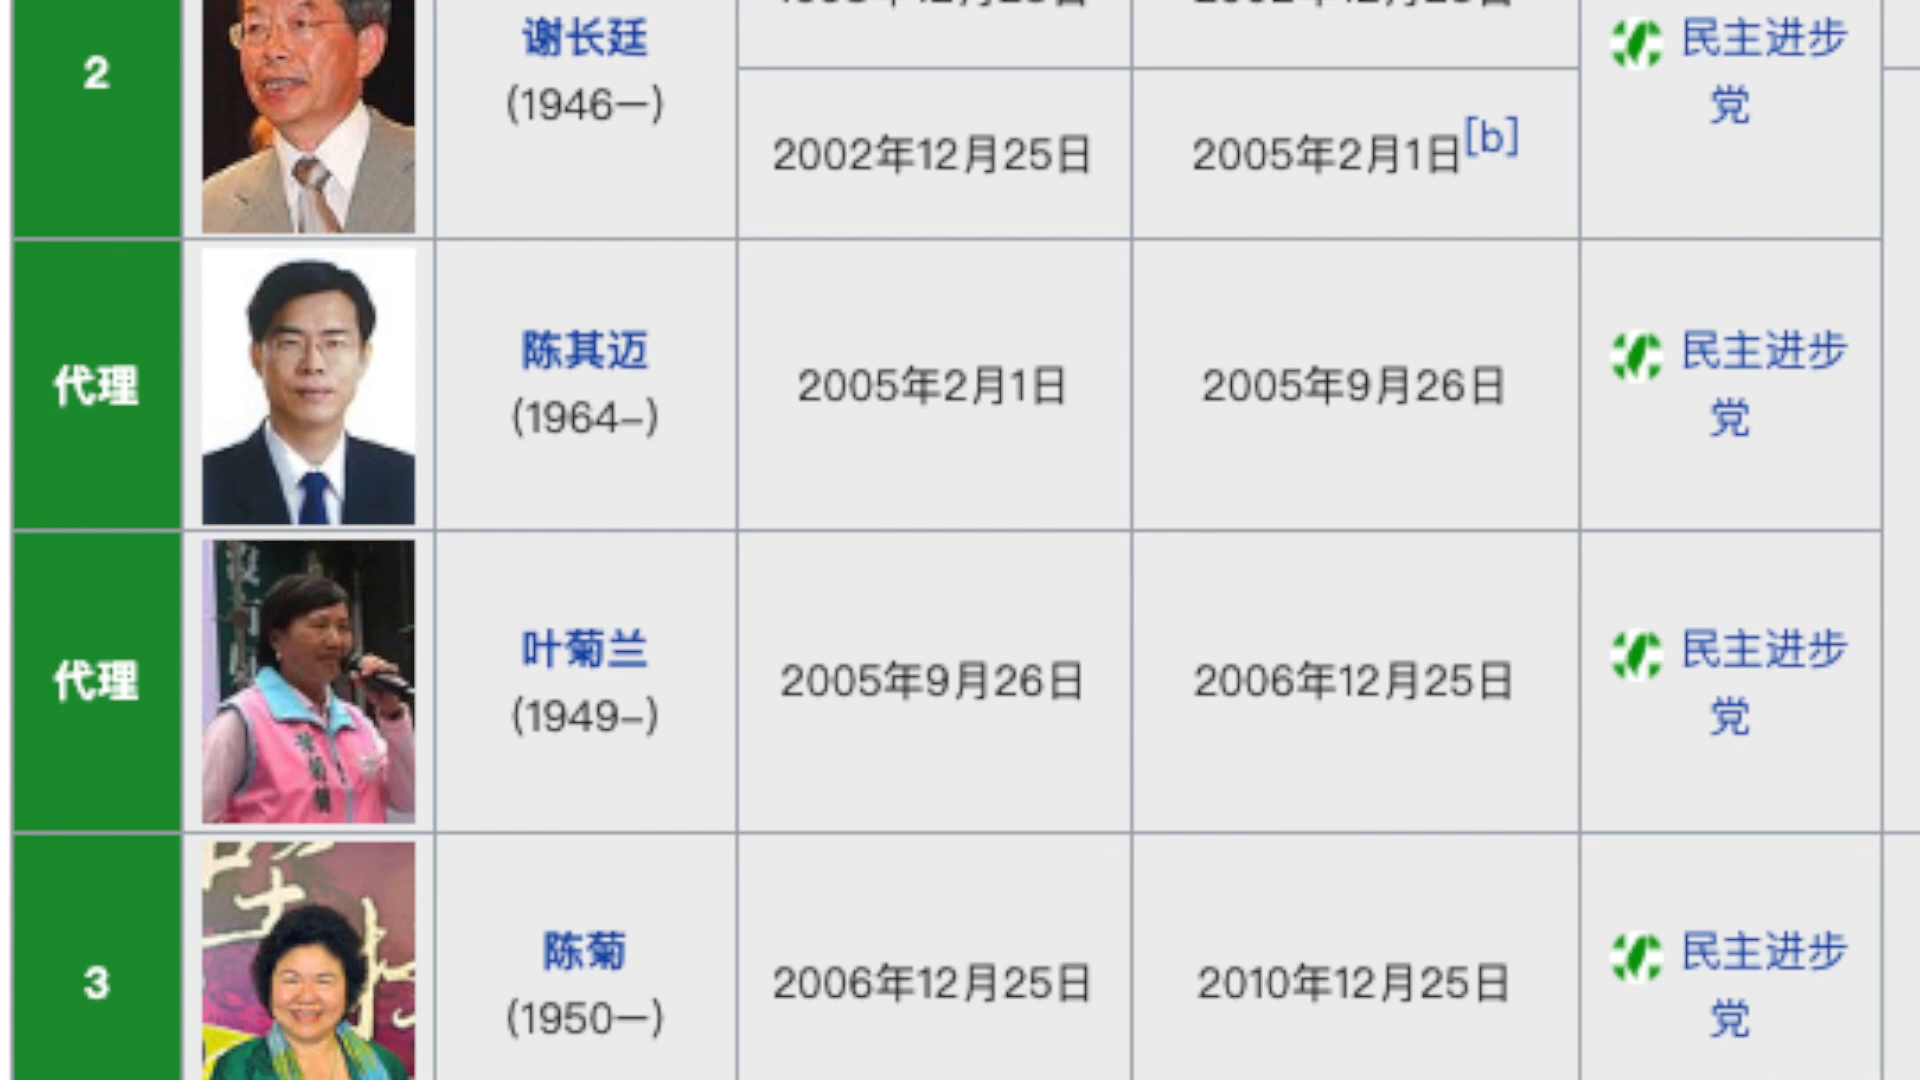 2
谢长廷
(1946—)
民主进步
党
2002年12月25日
2005年2月1日[b]
代理
陈其迈
(1964–)
2005年2月1日
2005年9月26日
民主进步
党
代理
叶菊兰
(1949–)
2005年9月26日
2006年12月25日
民主进步
党
3
陈菊
(1950—)
2006年12月25日
2010年12月25日
民主进步
党